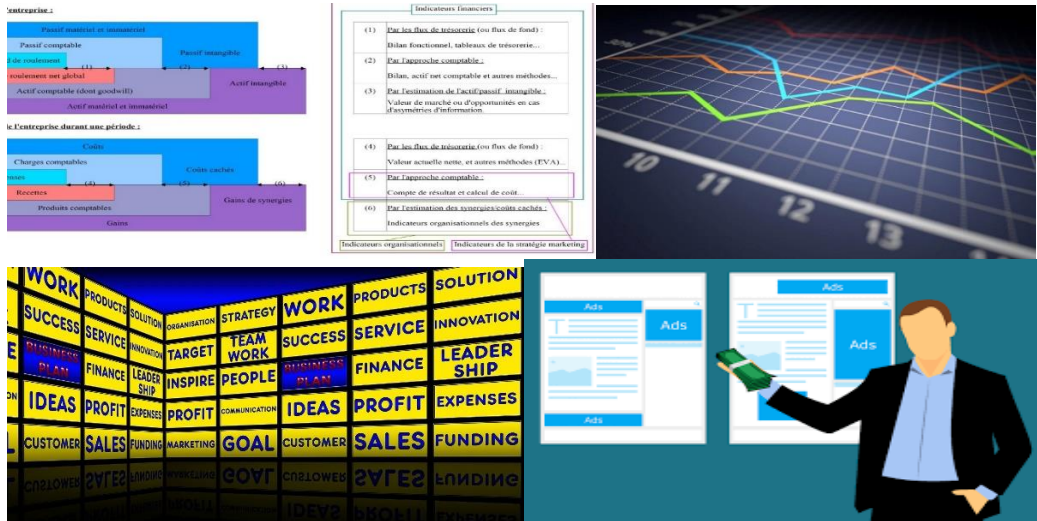 l'entreprise :
Passif matériel et immatériel
Passif comptable
Passif intangible
d de roulement
(1)
(2)
(3)
roulement net global
Actif intangible
Actif comptable (dont goodwill)
Actif matériel et immatériel
de l'entreprise durant une période :
Coûts
Charges comptables
Coûts cachés
enses
(4)
(5)
(6)
Recettes
Gains de synergies
Produits comptables
Gains
Indicateurs financiers
(1) Par les flux de trésorerie (ou flux de fond) :
Bilan fonctionnel, tableaux de trésorerie...
(2) Par l'approche comptable :
Bilan, actif net comptable et autres méthodes...
(3) Par l'estimation de l'actif/passif intangible :
Valeur de marché ou d'opportunités en cas
d'asymétries d'information.
(4) Par les flux de trésorerie (ou flux de fond) :
Valeur actuelle nette, et autres méthodes (EVA)...
(5) Par l'approche comptable :
Compte de résultat et calcul de coût...
(6) Par l'estimation des synergies/coûts cachés :
Indicateurs organisationnels des synergies
Indicateurs organisationnels
Indicateurs de la stratégie marketing
10
11
12
13
WORK PRODUCTS SOLUTION ORGANISATION STRATEGY WORK PRODUCTS SOLUTION
SUCCESS SERVICE INNOVATION TARGET TEAM WORK SUCCESS SERVICE INNOVATION
BUSINESS PLAN FINANCE LEADER SHIP INSPIRE PEOPLE BUSINESS PLAN FINANCE LEADER SHIP
IDEAS PROFIT EXPENSES PROFIT COMMUNICATION IDEAS PROFIT EXPENSES
CUSTOMER SALES FUNDING MARKETING GOAL CUSTOMER SALES FUNDING
Ads
Ads
Ads
Ads
Ads
T
T